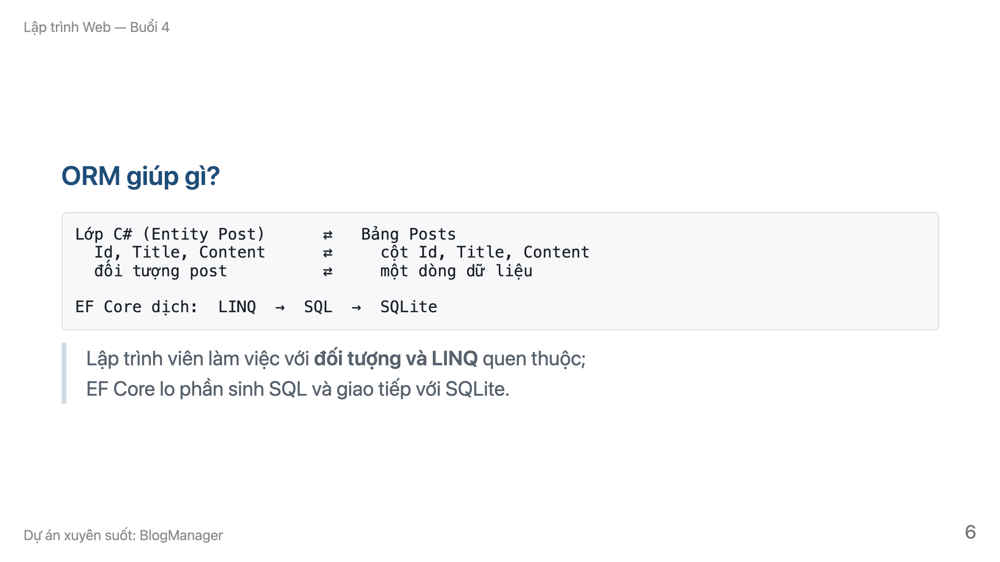 Lập trình Web — Buổi 4
ORM giúp gì?
Lớp C# (Entity Post)      ⇄   Bảng Posts
  Id, Title, Content      ⇄     cột Id, Title, Content
  đối tượng post          ⇄     một dòng dữ liệu
EF Core dịch:  LINQ  →  SQL  →  SQLite
Lập trình viên làm việc với đối tượng và LINQ quen thuộc;
EF Core lo phần sinh SQL và giao tiếp với SQLite.
Dự án xuyên suốt: BlogManager
6